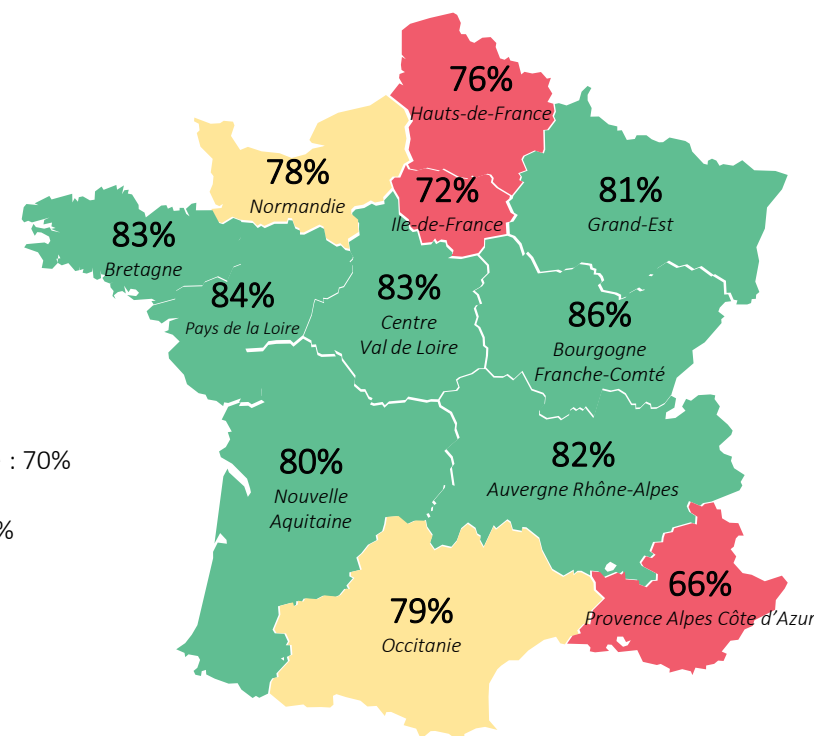 76%
Hauts-de-France
78%
Normandie
72%
Ile-de-France
81%
Grand-Est
83%
Bretagne
84%
Pays de la Loire
83%
Centre
Val de Loire
86%
Bourgogne
Franche-Comté
: 70%
%
80%
Nouvelle
Aquitaine
82%
Auvergne Rhône-Alpes
79%
Occitanie
66%
Provence Alpes Côte d’Azur